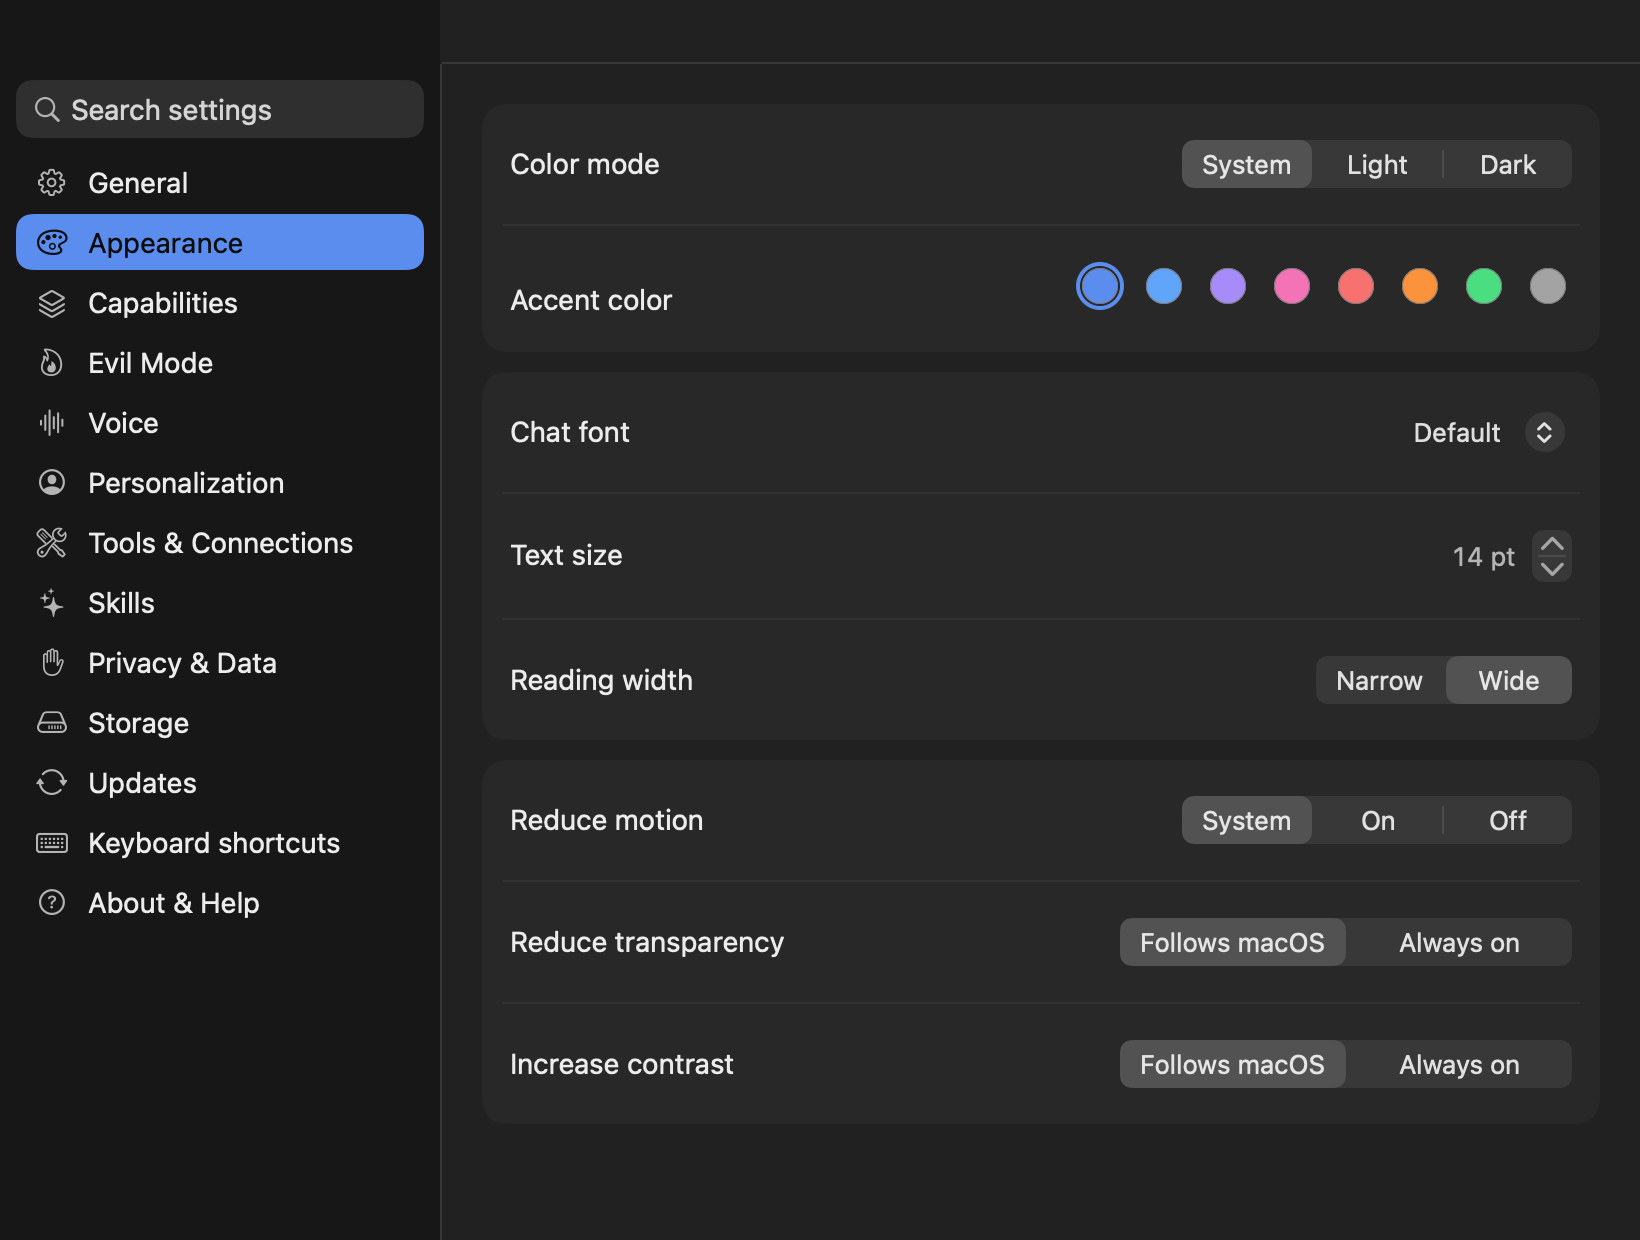 Search settings
General
Appearance
Capabilities
Evil Mode
Voice
Personalization
Tools & Connections
Skills
Privacy & Data
Storage
Updates
Keyboard shortcuts
About & Help
Color mode System Light Dark
Accent color
Chat font Default
Text size 14 pt
Reading width Narrow Wide
Reduce motion System On Off
Reduce transparency Follows macOS Always on
Increase contrast Follows macOS Always on